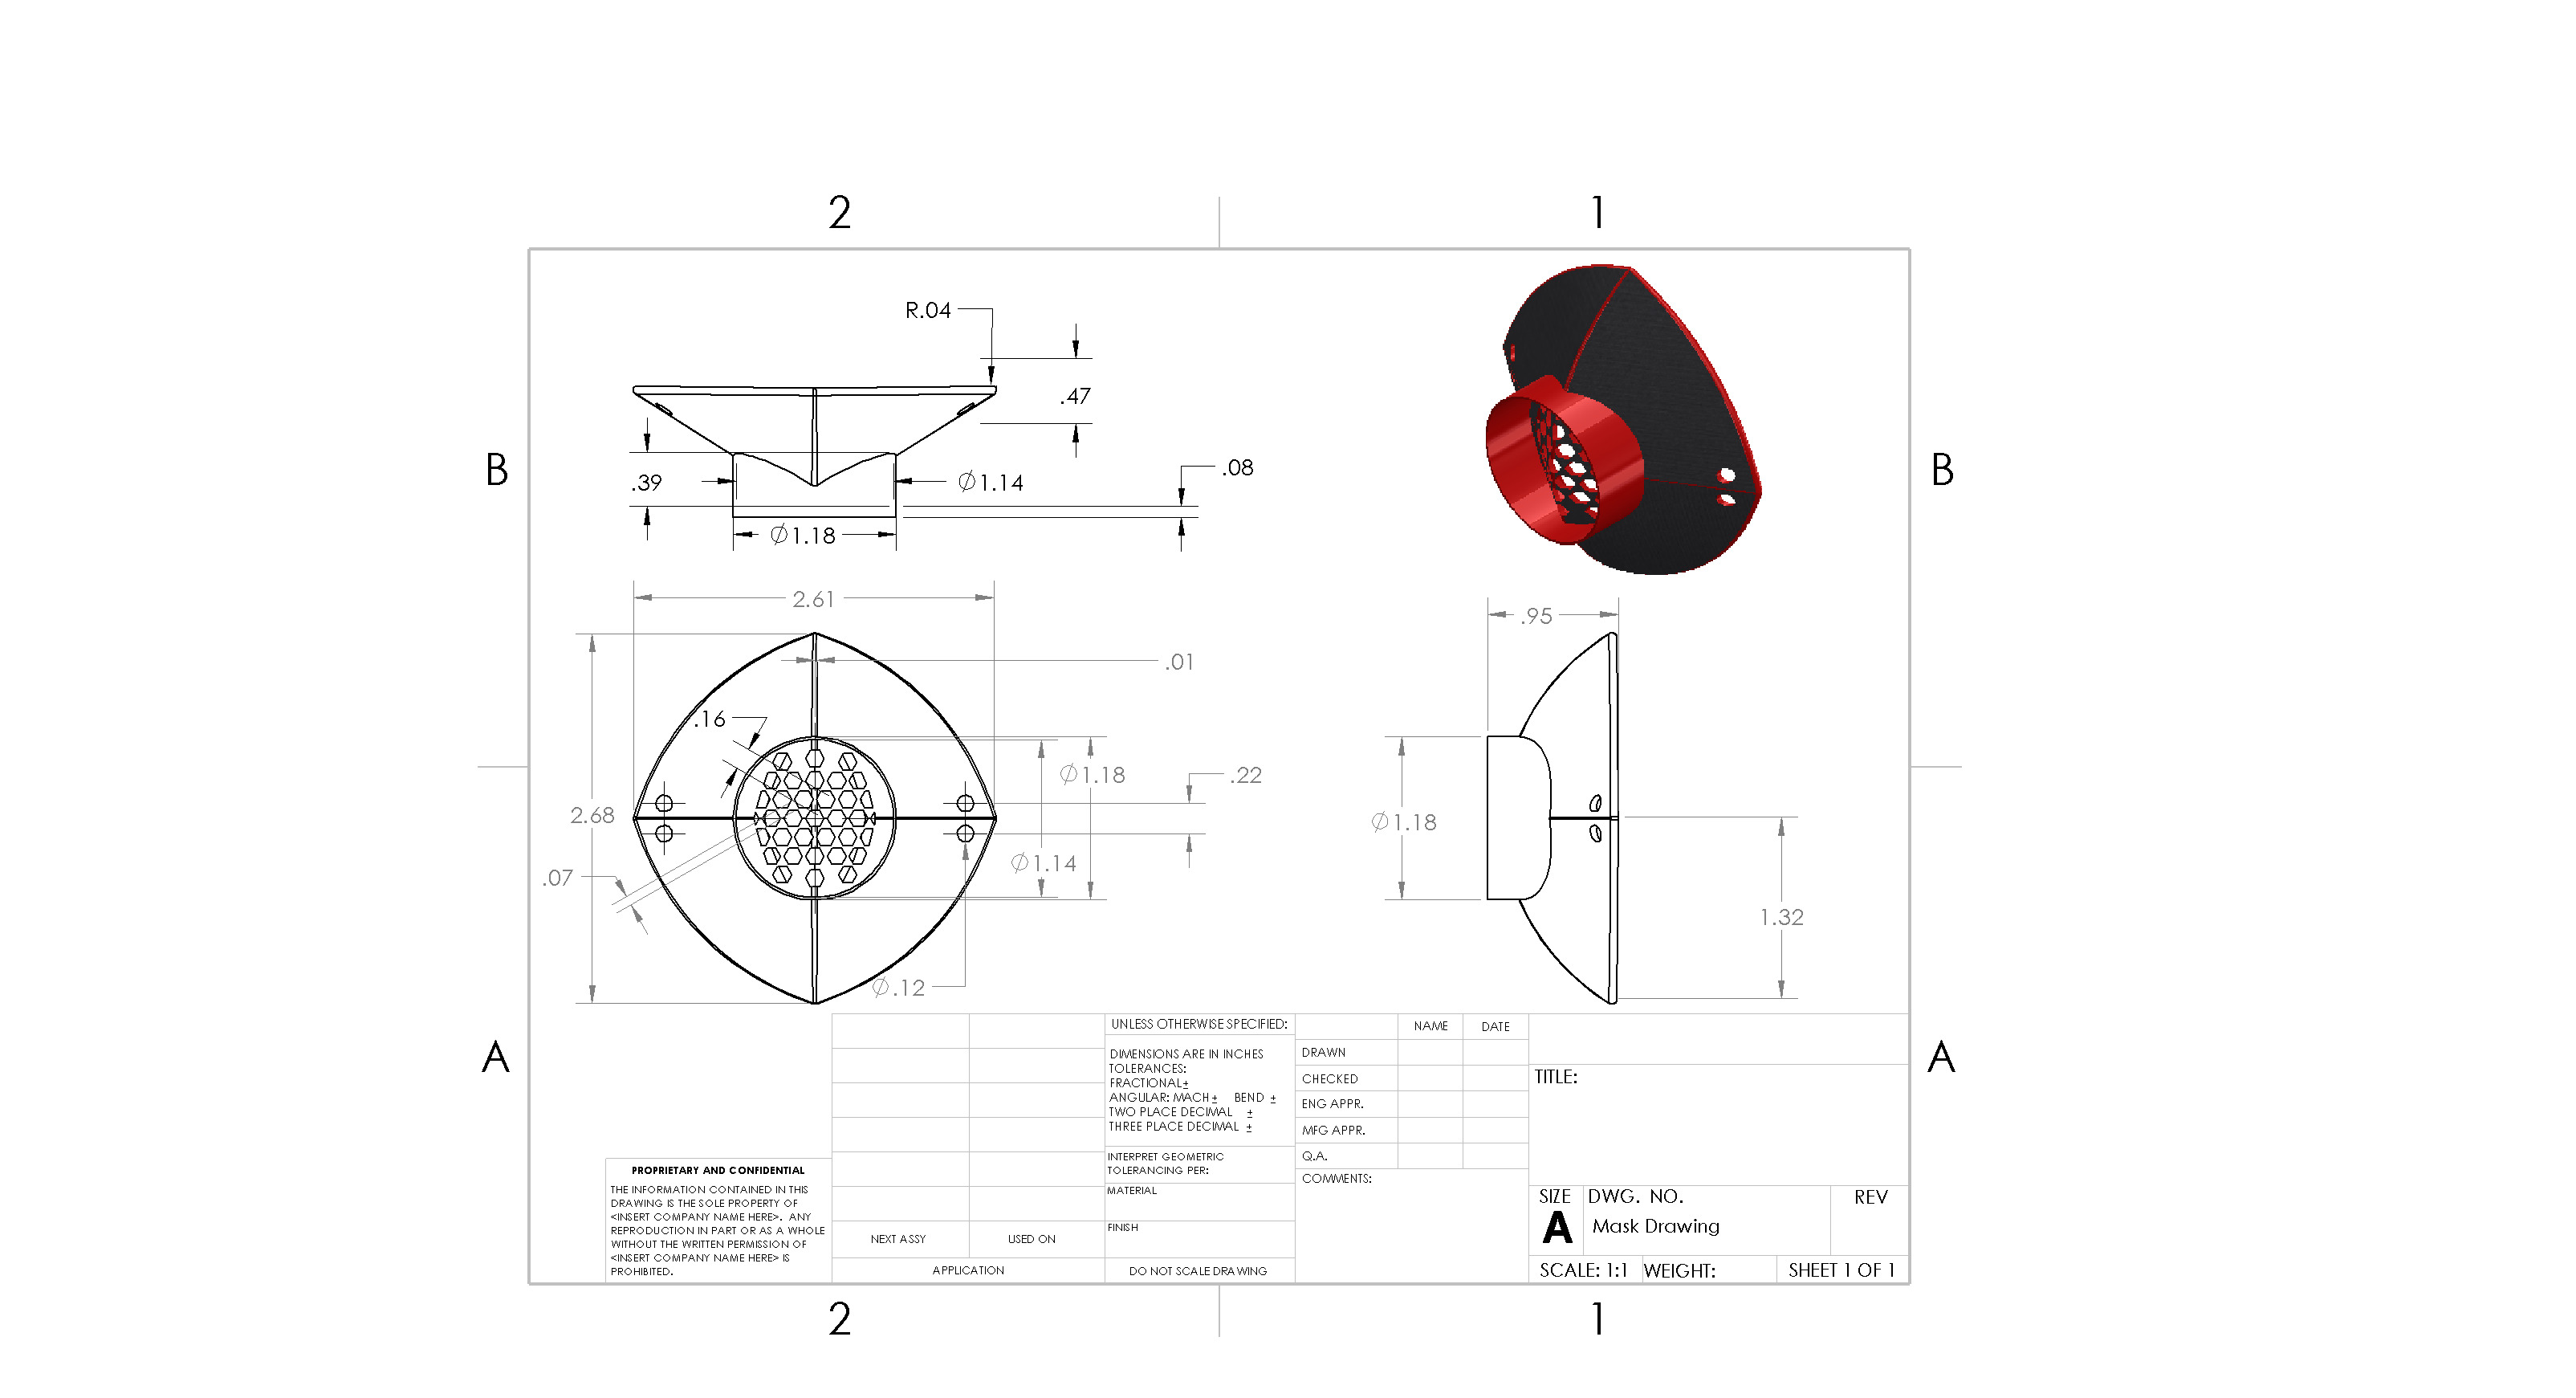 2
1
R.04
.47
B
B
.39
∅1.14
.08
∅1.18
2.61
.95
.01
.16
∅1.18
.22
2.68
∅1.18
∅1.14
.07
1.32
∅.12
A
A
UNLESS OTHERWISE SPECIFIED:
DIMENSIONS ARE IN INCHES
TOLERANCES:
FRACTIONAL±
ANGULAR: MACH± BEND ±
TWO PLACE DECIMAL ±
THREE PLACE DECIMAL ±
INTERPRET GEOMETRIC
TOLERANCING PER:
MATERIAL
FINISH
DO NOT SCALE DRAWING
NAME
DATE
DRAWN
CHECKED
ENG APPR.
MFG APPR.
Q.A.
COMMENTS:
TITLE:
PROPRIETARY AND CONFIDENTIAL
THE INFORMATION CONTAINED IN THIS
DRAWING IS THE SOLE PROPERTY OF
<INSERT COMPANY NAME HERE>. ANY
REPRODUCTION IN PART OR AS A WHOLE
WITHOUT THE WRITTEN PERMISSION OF
<INSERT COMPANY NAME HERE> IS
PROHIBITED.
NEXT ASSY
USED ON
APPLICATION
SIZE
A
DWG. NO.
Mask Drawing
REV
SCALE: 1:1
WEIGHT:
SHEET 1 OF 1
2
1